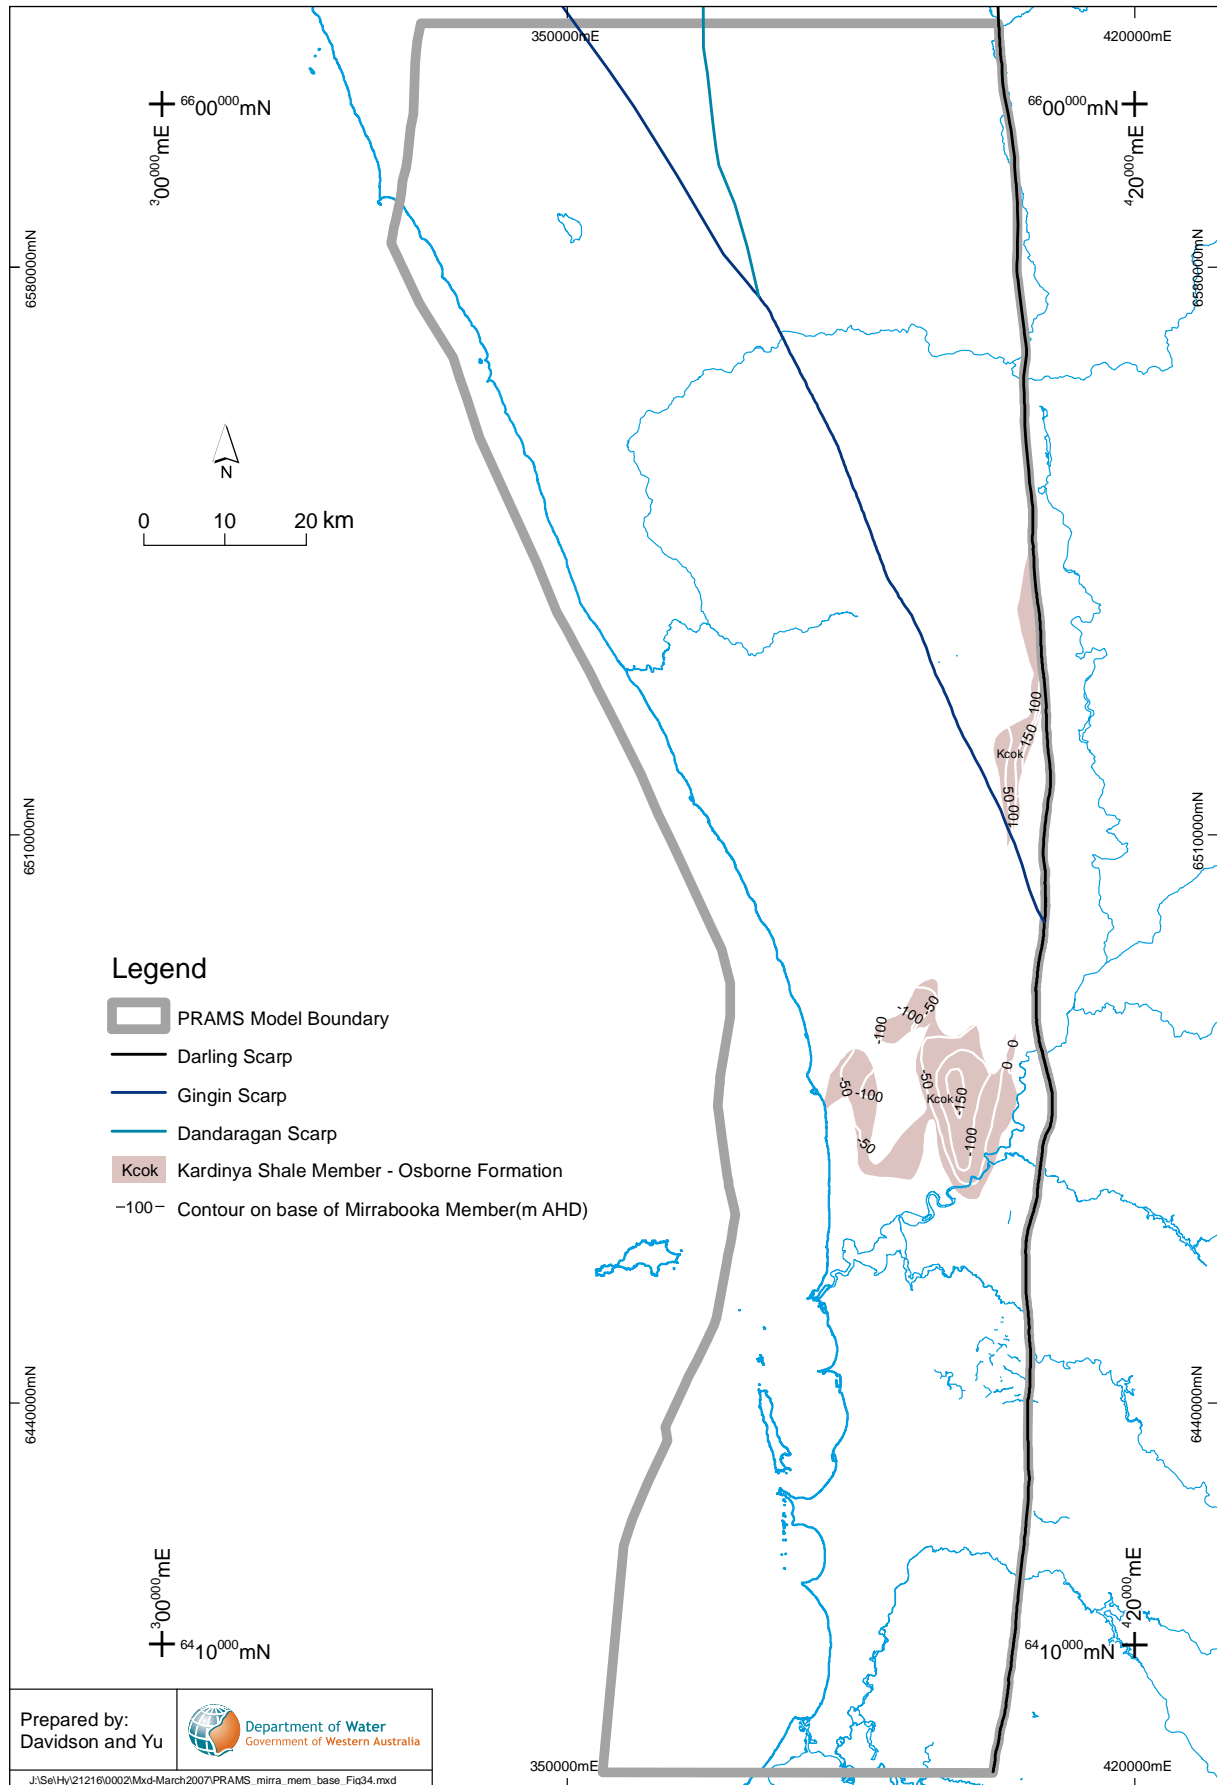 350000mE
420000mE
6600000mN
6600000mN
300000mE
420000mE
6580000mN
6580000mN
N
0 10 20 km
100
150
Kcok
50
100
6510000mN
6510000mN
Legend
PRAMS Model Boundary
Darling Scarp
Gingin Scarp
Dandaragan Scarp
Kcok Kardinya Shale Member - Osborne Formation
-100- Contour on base of Mirrabooka Member(m AHD)
-50
-100
-100
0
0
-50
-100
-50
Kcok
-150
-100
-50
6440000mN
6440000mN
300000mE
420000mE
6410000mN
6410000mN
Prepared by:
Davidson and Yu
Department of Water
Government of Western Australia
J:\Se\Hy\21216\0002\Mxd-March2007\PRAMS_mirra_mem_base_Fig34.mxd
350000mE
420000mE